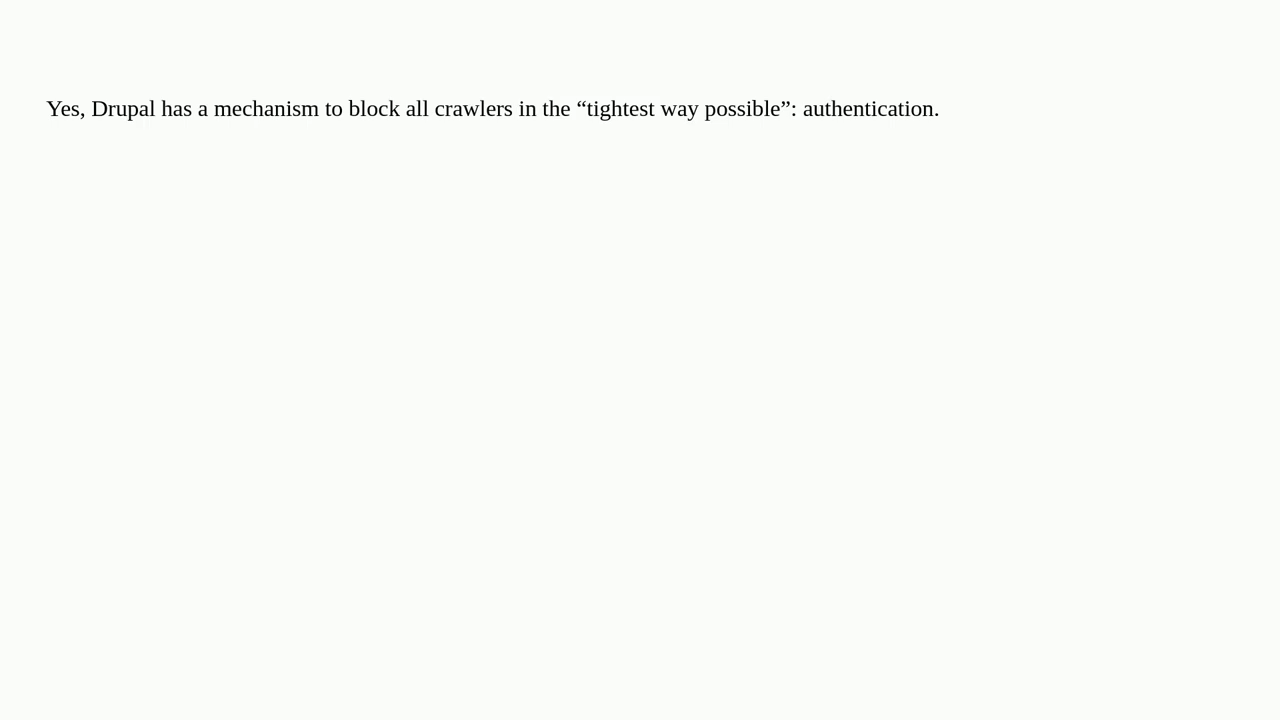 Yes, Drupal has a mechanism to block all crawlers in the “tightest way possible”: authentication.